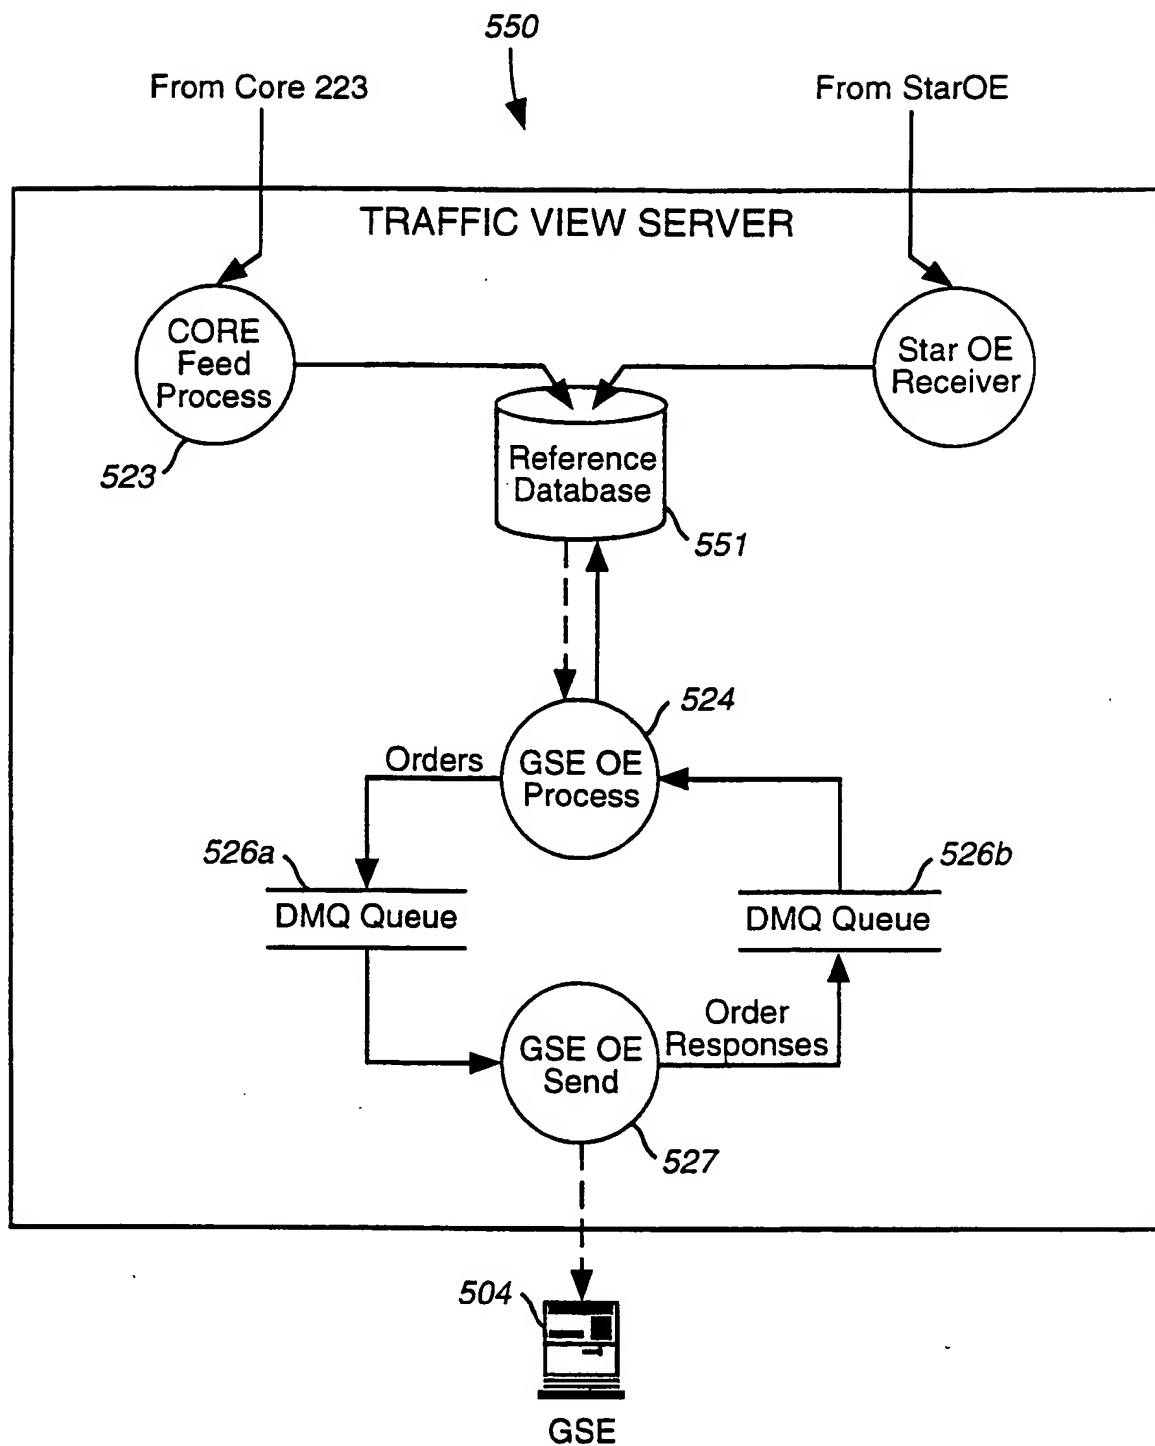 550
From Core 223
From StarOE
TRAFFIC VIEW SERVER
CORE
Feed
Process
Star OE
Receiver
523
Reference
Database
551
524
Orders
GSE OE
Process
526a
526b
DMQ Queue
DMQ Queue
Order
Responses
GSE OE
Send
527
504
GSE